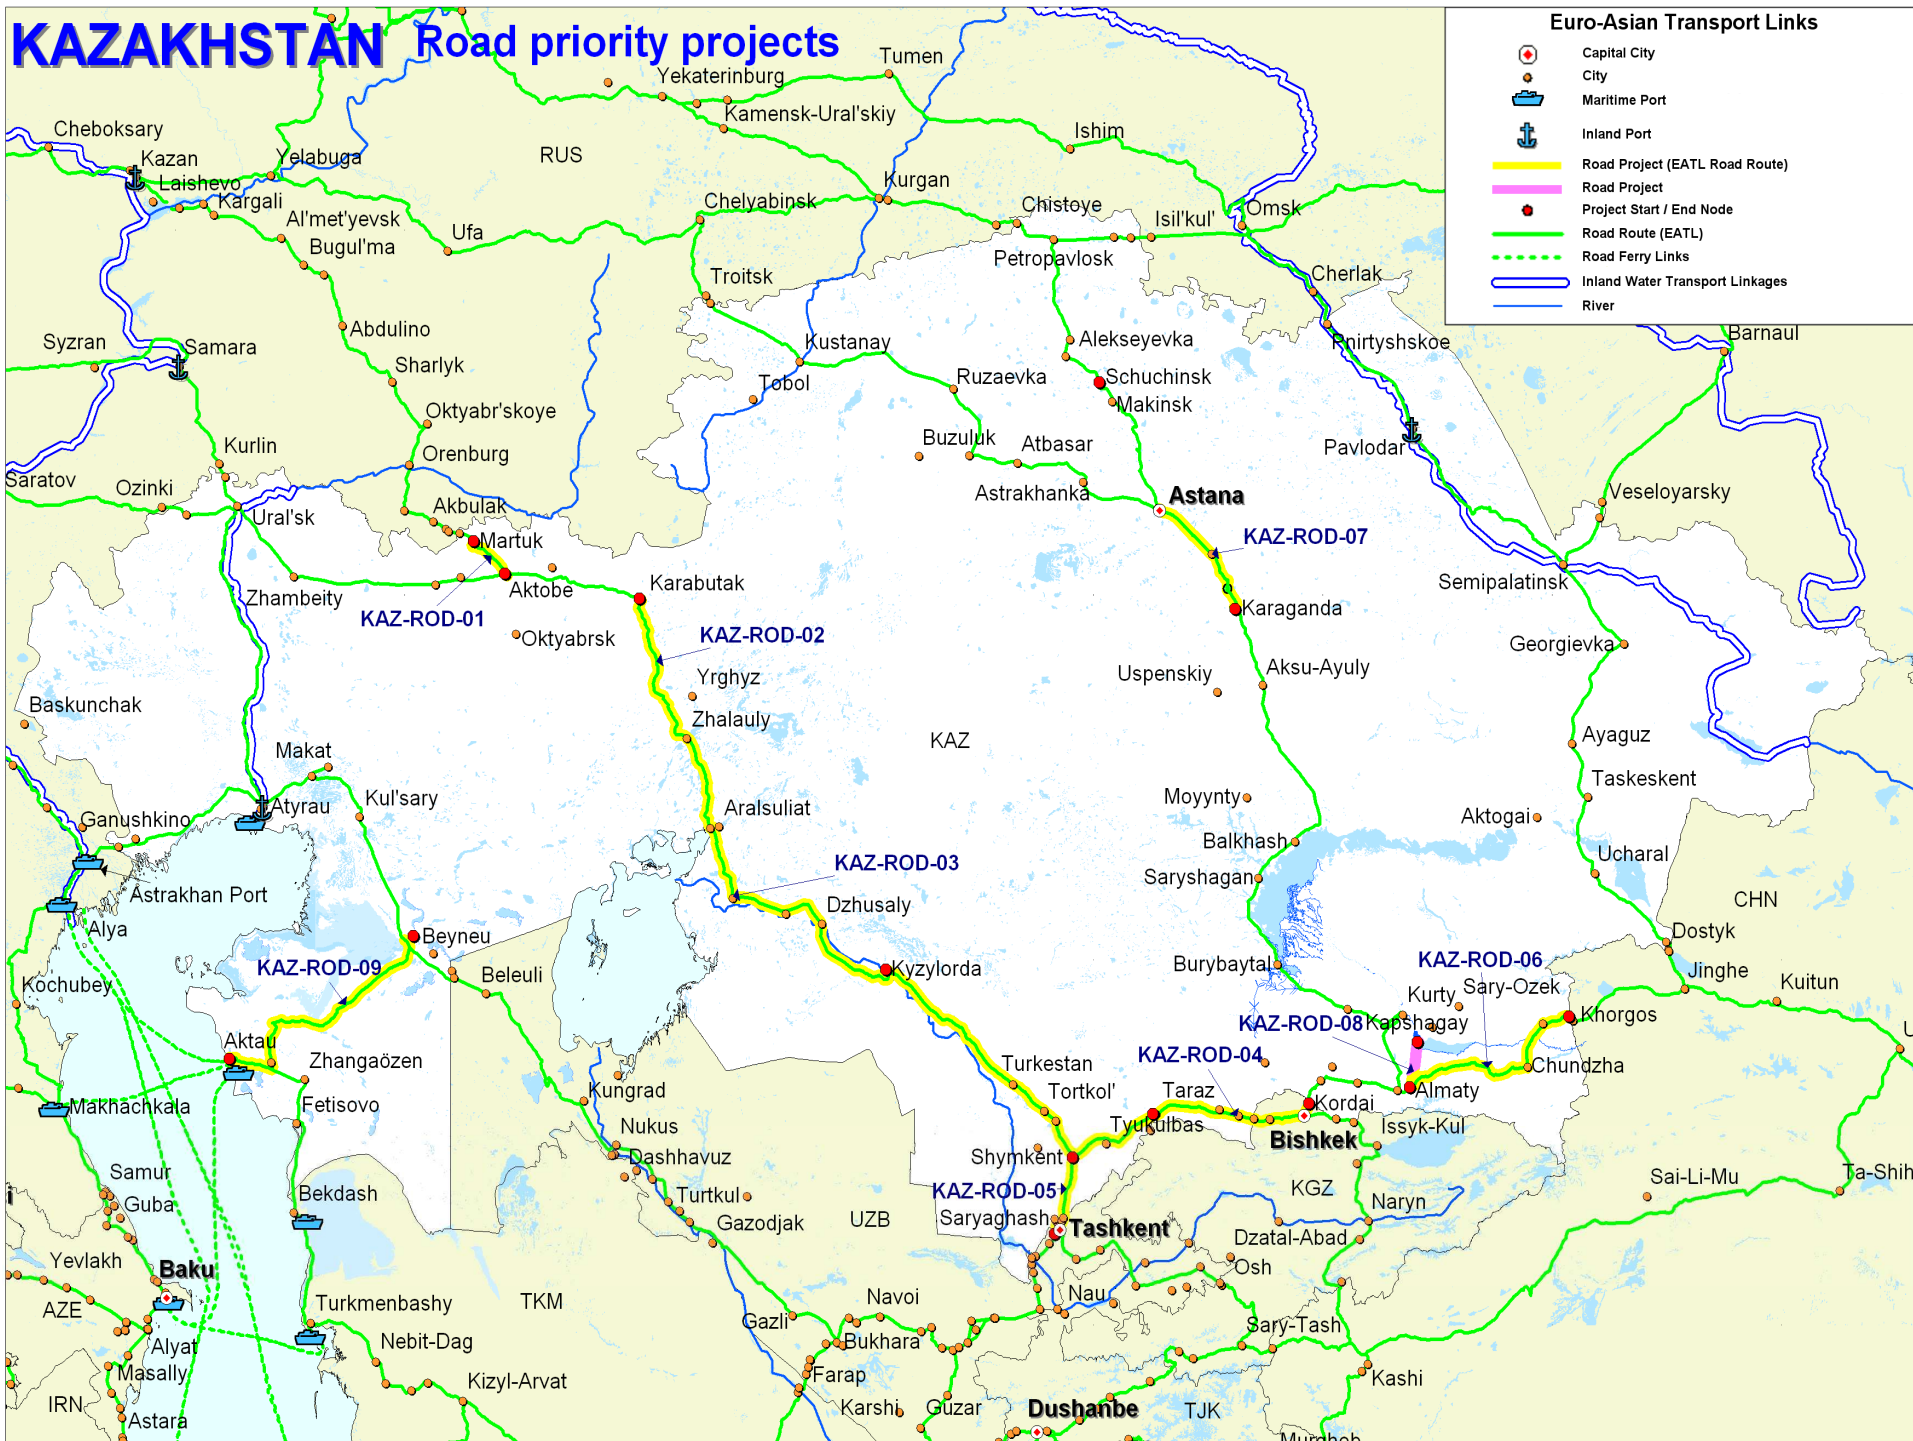 KAZAKHSTAN Road priority projects
Euro-Asian Transport Links
Capital City
City
Maritime Port
Inland Port
Road Project (EATL Road Route)
Road Project
Project Start / End Node
Road Route (EATL)
Road Ferry Links
Inland Water Transport Linkages
River
Tumen
Yekaterinburg
Kamensk-Ural'skiy
Cheboksary
Ishim
Kazan
Yelabuga
RUS
Laishevo
Kargali
Kurgan
Chelyabinsk
Chistoye
Isil'kul'
Omsk
Al'met'yevsk
Ufa
Bugul'ma
Petropavlosk
Troitsk
Cherlak
Abdulino
Syzran
Samara
Kustanay
Alekseyevka
Pnirtyshskoe
Barnaul
Sharlyk
Tobol
Ruzaevka
Schuchinsk
Makinsk
Oktyabr'skoye
Kurlin
Orenburg
Buzuluk
Atbasar
Pavlodar
Saratov
Ozinki
Astrakhanka
Astana
Veseloyarsky
Akbulak
Ural'sk
Martuk
KAZ-ROD-07
Zhambeity
Aktobe
Karabutak
Semipalatinsk
KAZ-ROD-01
Karaganda
Oktyabrsk
KAZ-ROD-02
Georgievka
Yrghyz
Uspenskiy
Aksu-Ayuly
Baskunchak
Zhalauly
KAZ
Ayaguz
Makat
Taskeskent
Kul'sary
Moyynty
Atyrau
Aralsuliat
Aktogai
Ganushkino
Balkhash
Ucharal
KAZ-ROD-03
Saryshagan
Astrakhan Port
CHN
Dzhusaly
Alya
Beyneu
Dostyk
KAZ-ROD-09
Beleuli
Kyzylorda
Burybaytal
KAZ-ROD-06
Jinghe
Kuitun
Kochubey
Kurty
Sary-Ozek
Khorgos
KAZ-ROD-08
Kapshagay
Aktau
Zhangaözen
Turkestan
KAZ-ROD-04
Chundzha
Tortkol'
Taraz
Almaty
Kungrad
Makhachkala
Fetisovo
Kordai
Tyukulbas
Bishkek
Issyk-Kul
Nukus
Dashhavuz
Shymkent
Samur
Guba
Bekdash
Turtkul
KAZ-ROD-05
KGZ
Naryn
Sai-Li-Mu
Ta-Shih
Gazodjak
UZB
Saryaghash
Tashkent
Dzatal-Abad
Yevlakh
Baku
Osh
AZE
TKM
Turkmenbashy
Navoi
Nau
Gazli
Bukhara
Sary-Tash
Alyat
Nebit-Dag
Masally
Kizyl-Arvat
Farap
Kashi
IRN
Astara
Karshi
Guzar
Dushanbe
TJK
Murghob